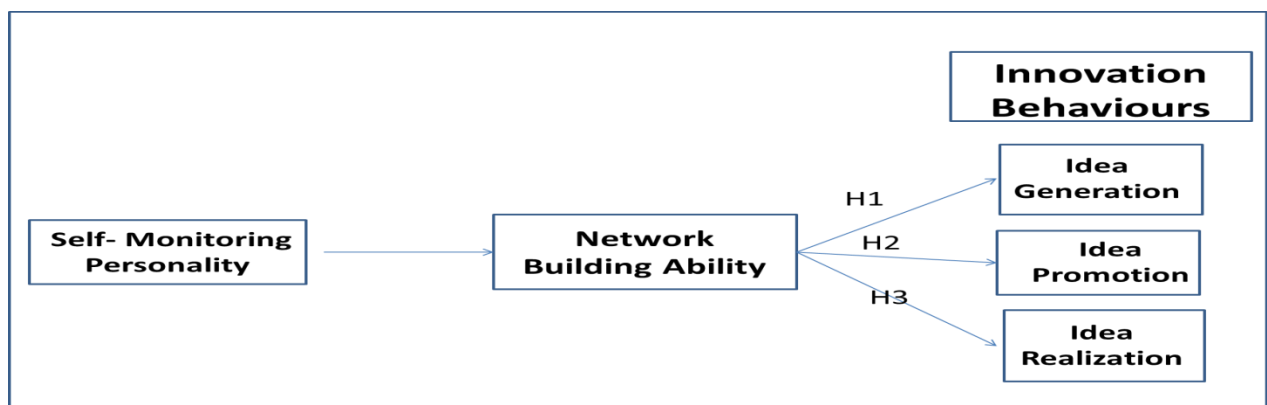 Innovation
Behaviours
Idea
Generation
H1
Self- Monitoring
Personality
Network
Building Ability
H2
Idea
Promotion
H3
Idea
Realization